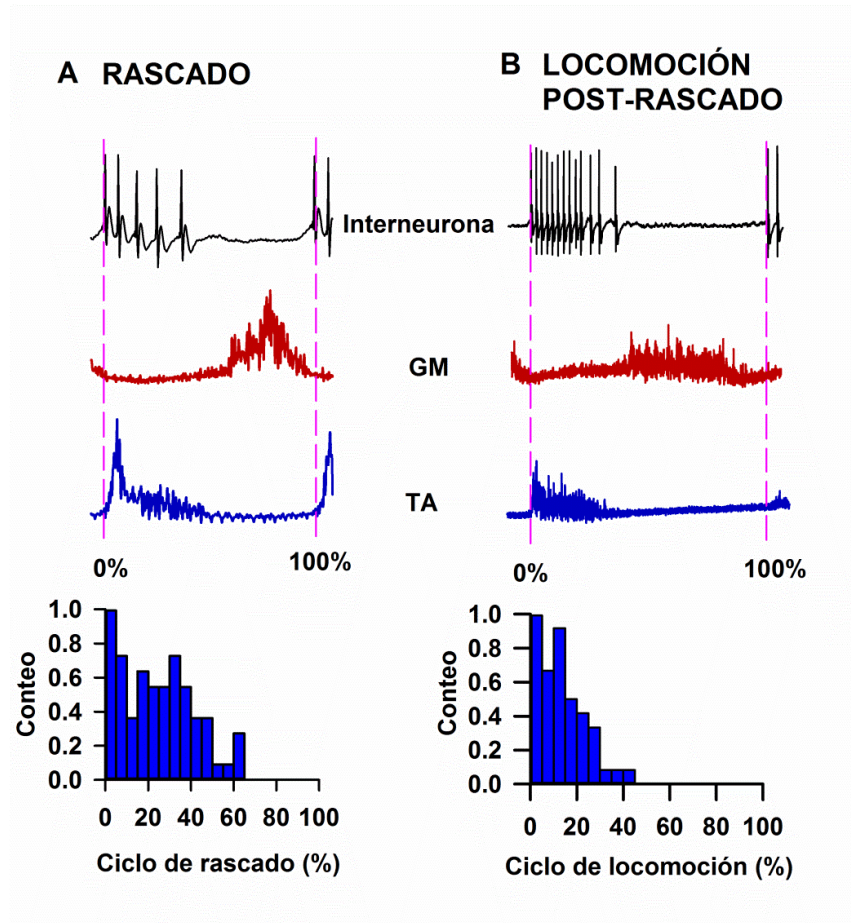 A RASCADO
B LOCOMOCIÓN
POST-RASCADO
Interneurona
GM
TA
0% 100%
0% 100%
1.0
0.8
0.6
0.4
0.2
0.0
Conteo
0 20 40 60 80 100
Ciclo de rascado (%)
1.0
0.8
0.6
0.4
0.2
0.0
Conteo
0 20 40 60 80 100
Ciclo de locomoción (%)